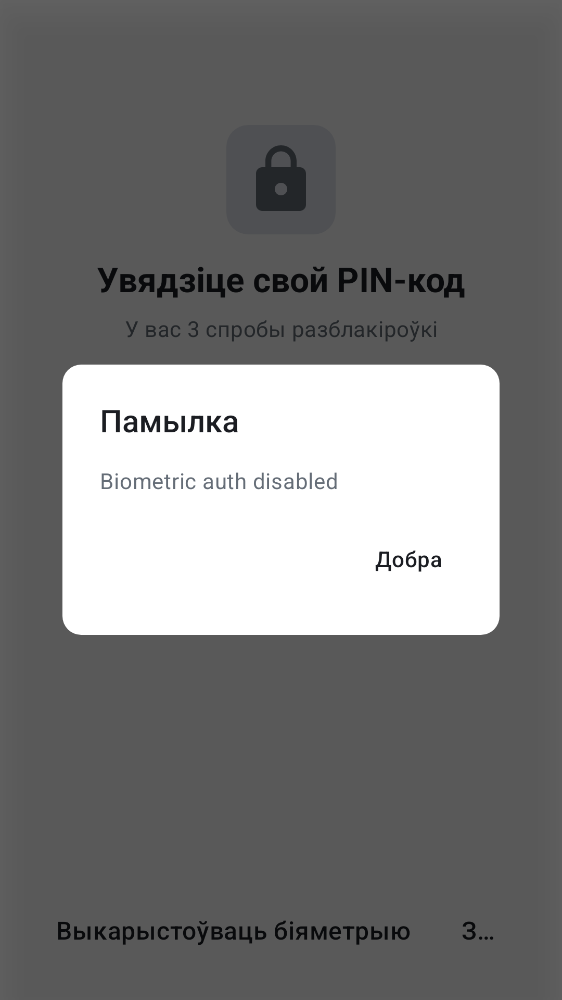 Увядзіце свой PIN-код
У вас 3 спробы разблакіроўкі
Памылка
Biometric auth disabled
Добра
Выкарыстоўваць біяметрыю З…